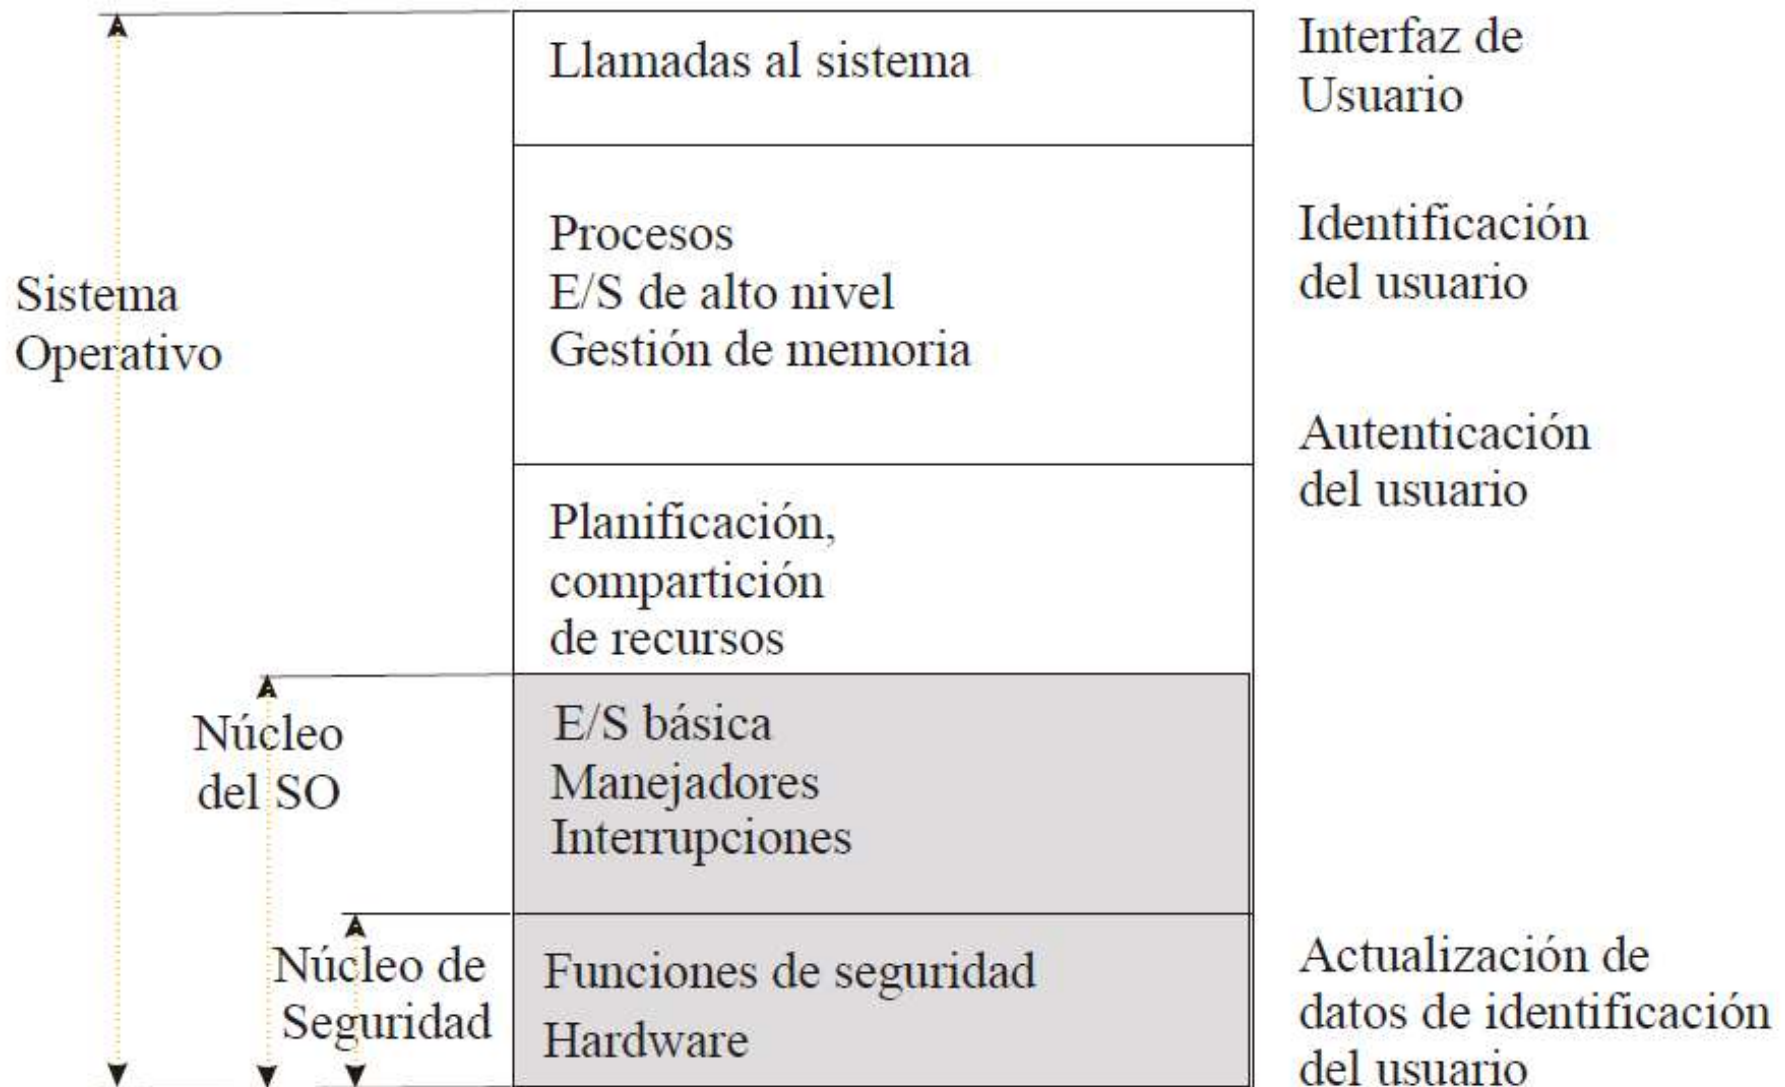 Llamadas al sistema
Interfaz de
Usuario
Procesos
E/S de alto nivel
Gestión de memoria
Identificación
del usuario
Sistema
Operativo
Autenticación
del usuario
Planificación,
compartición
de recursos
Núcleo
del SO
E/S básica
Manejadores
Interrupciones
Núcleo de
Seguridad
Funciones de seguridad
Hardware
Actualización de
datos de identificación
del usuario